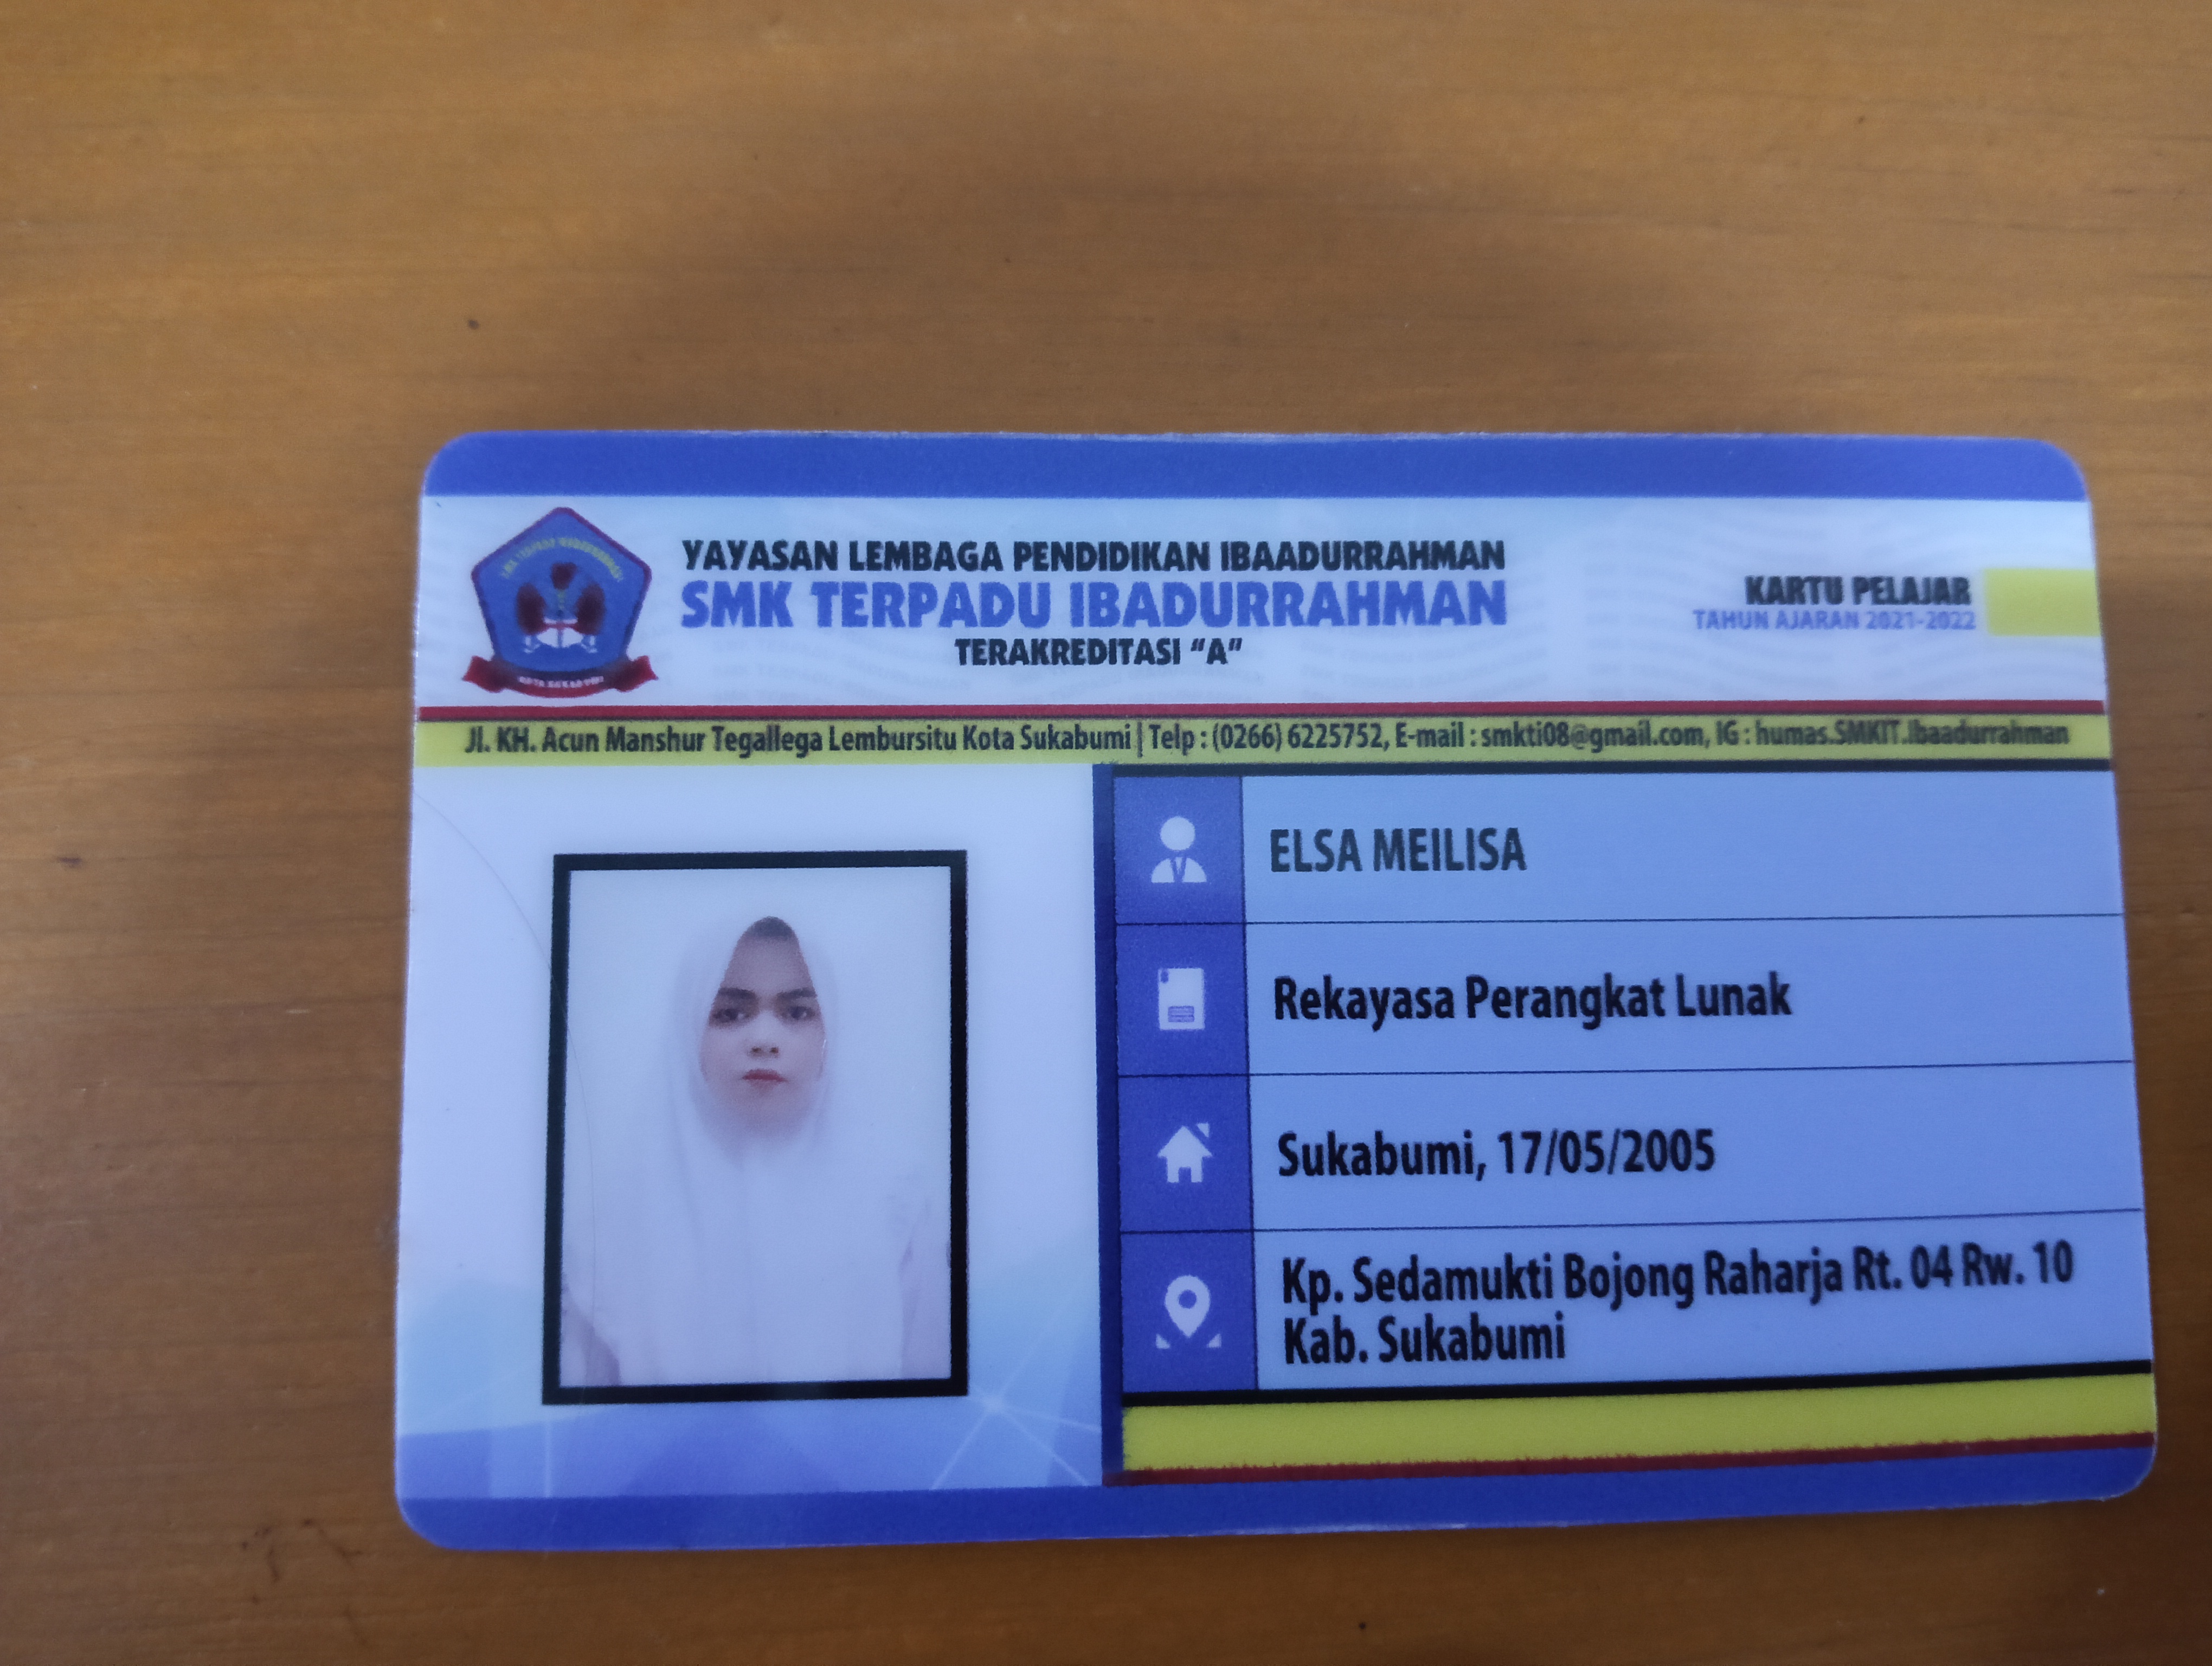 YAYASAN LEMBAGA PENDIDIKAN IBAADURRAHMAN
SMK TERPADU IBADURRAHMAN
TERAKREDITASI "A"
KARTU PELAJAR
TAHUN AJARAN 2021-2022
Jl. KH. Acun Manshur Tegallega Lembursitu Kota Sukabumi | Telp : (0266) 6225752, E-mail : smkti08@gmail.com, IG : humas.SMKIT.Ibaadurrahman
ELSA MEILISA
Rekayasa Perangkat Lunak
Sukabumi, 17/05/2005
Kp. Sedamukti Bojong Raharja Rt. 04 Rw. 10
Kab. Sukabumi